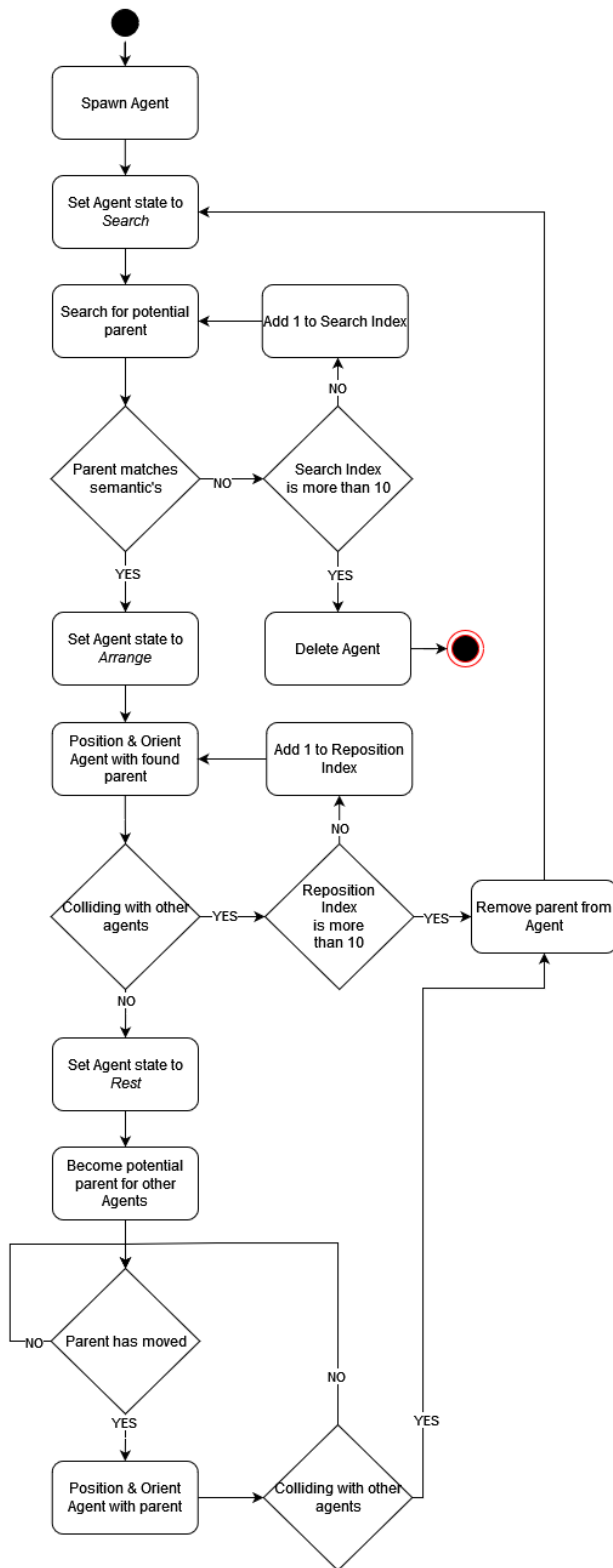 Spawn Agent
Set Agent state to
Search
Search for potential
parent
Add 1 to Search Index
NO
Parent matches
semantic's
NO
Search Index
is more than 10
YES
YES
Set Agent state to
Arrange
Delete Agent
Position & Orient
Agent with found
parent
Add 1 to Reposition
Index
NO
Colliding with other
agents
YES
Reposition
Index
is more
than 10
YES
Remove parent from
Agent
NO
Set Agent state to
Rest
Become potential
parent for other
Agents
Parent has moved
NO
NO
YES
YES
Position & Orient
Agent with parent
Colliding with other
agents